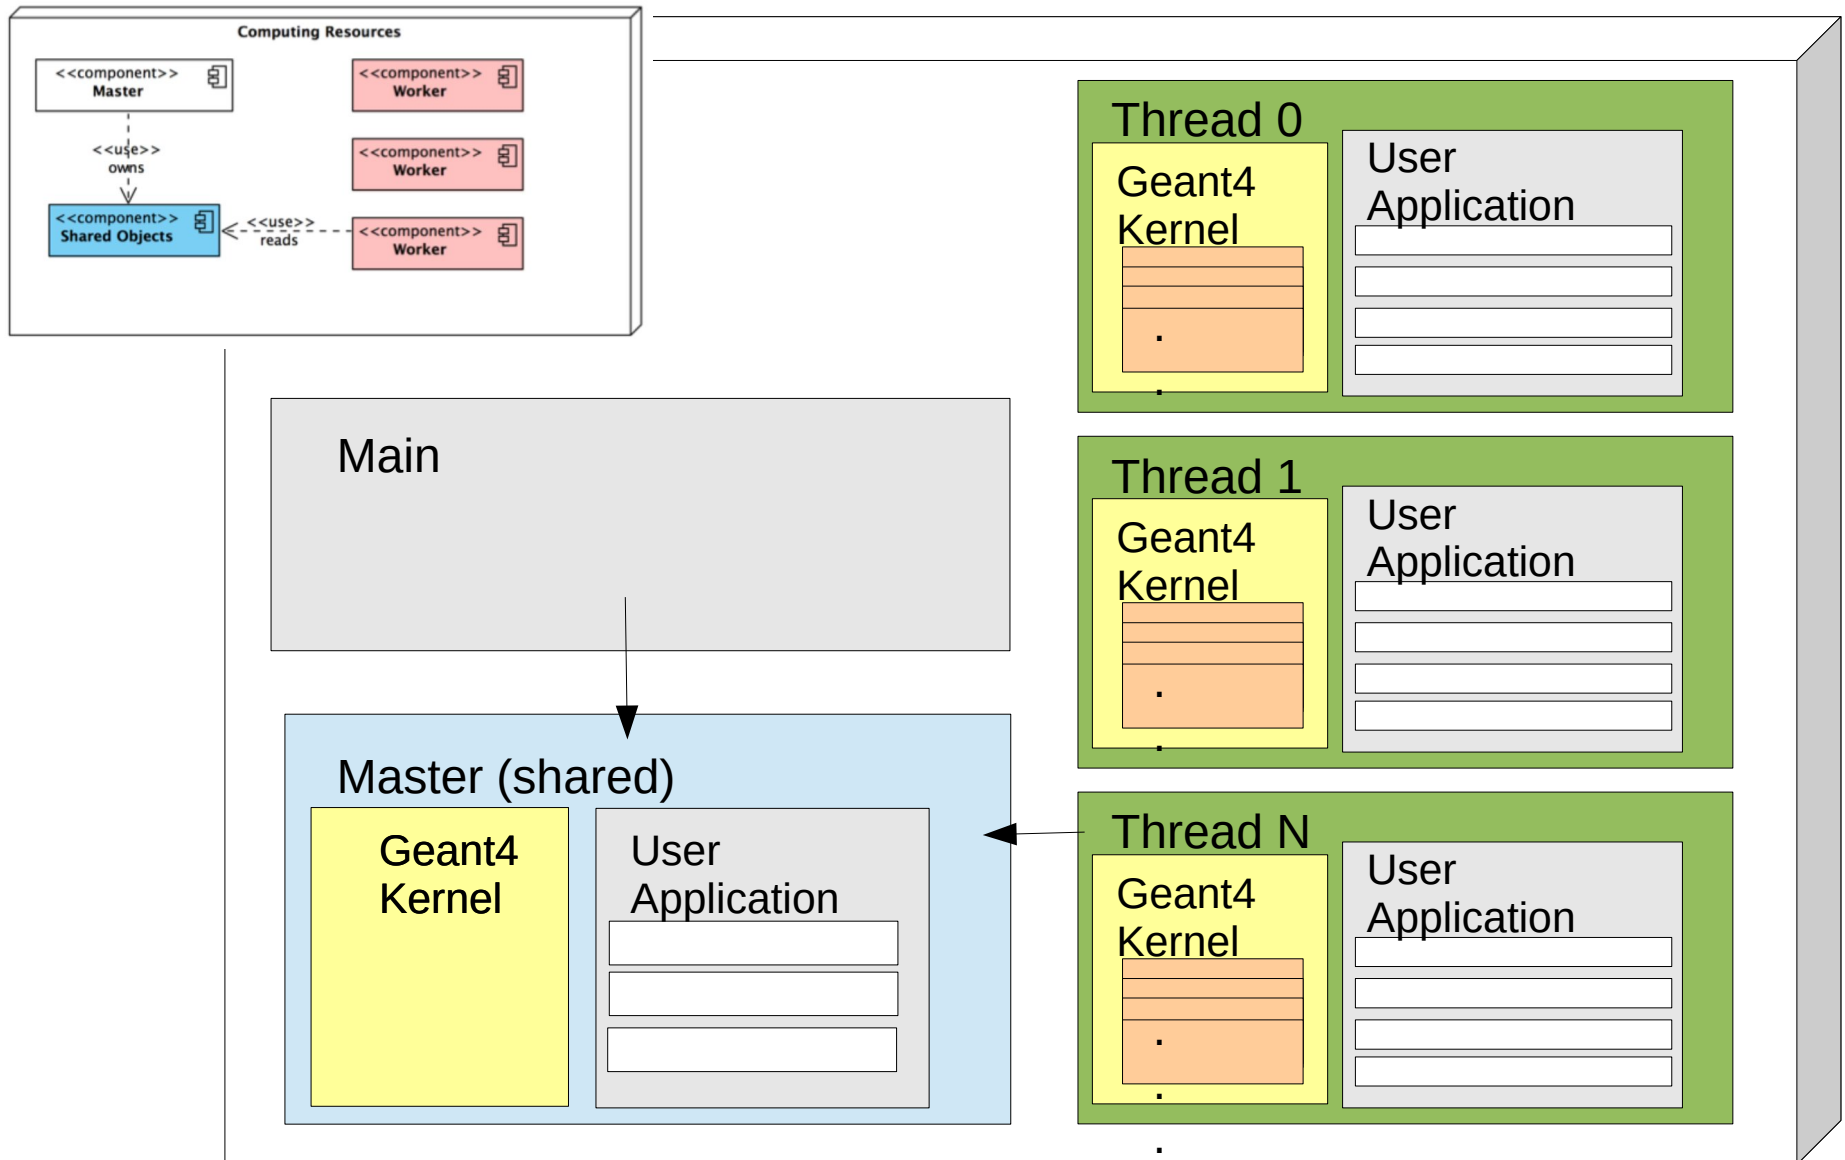 Computing Resources
<<component>>
Master
<<use>>
owns
<<component>>
Shared Objects
<<use>>
reads
<<component>>
Worker
<<component>>
Worker
<<component>>
Worker
Main
Master (shared)
Geant4
Kernel
User
Application
Thread 0
Geant4
Kernel
.
.
User
Application
Thread 1
Geant4
Kernel
.
.
User
Application
Thread N
Geant4
Kernel
.
.
.
User
Application